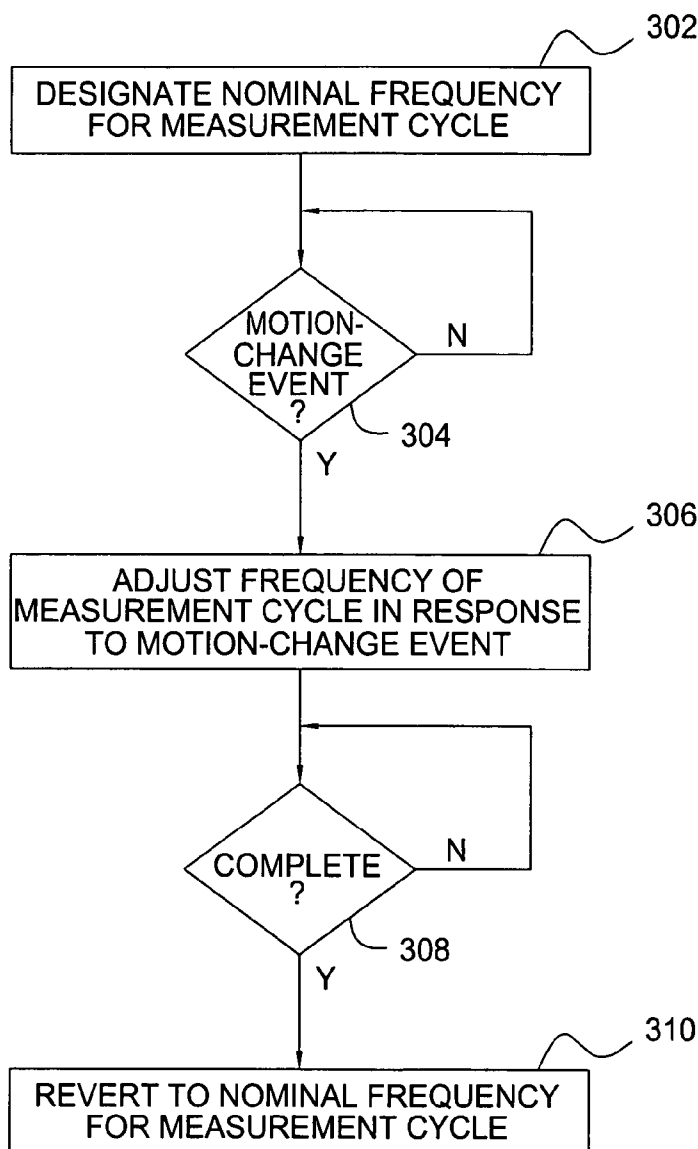 302
DESIGNATE NOMINAL FREQUENCY
FOR MEASUREMENT CYCLE
MOTION-
CHANGE
EVENT
?
N
304
Y
306
ADJUST FREQUENCY OF
MEASUREMENT CYCLE IN RESPONSE
TO MOTION-CHANGE EVENT
COMPLETE
?
N
308
Y
310
REVERT TO NOMINAL FREQUENCY
FOR MEASUREMENT CYCLE